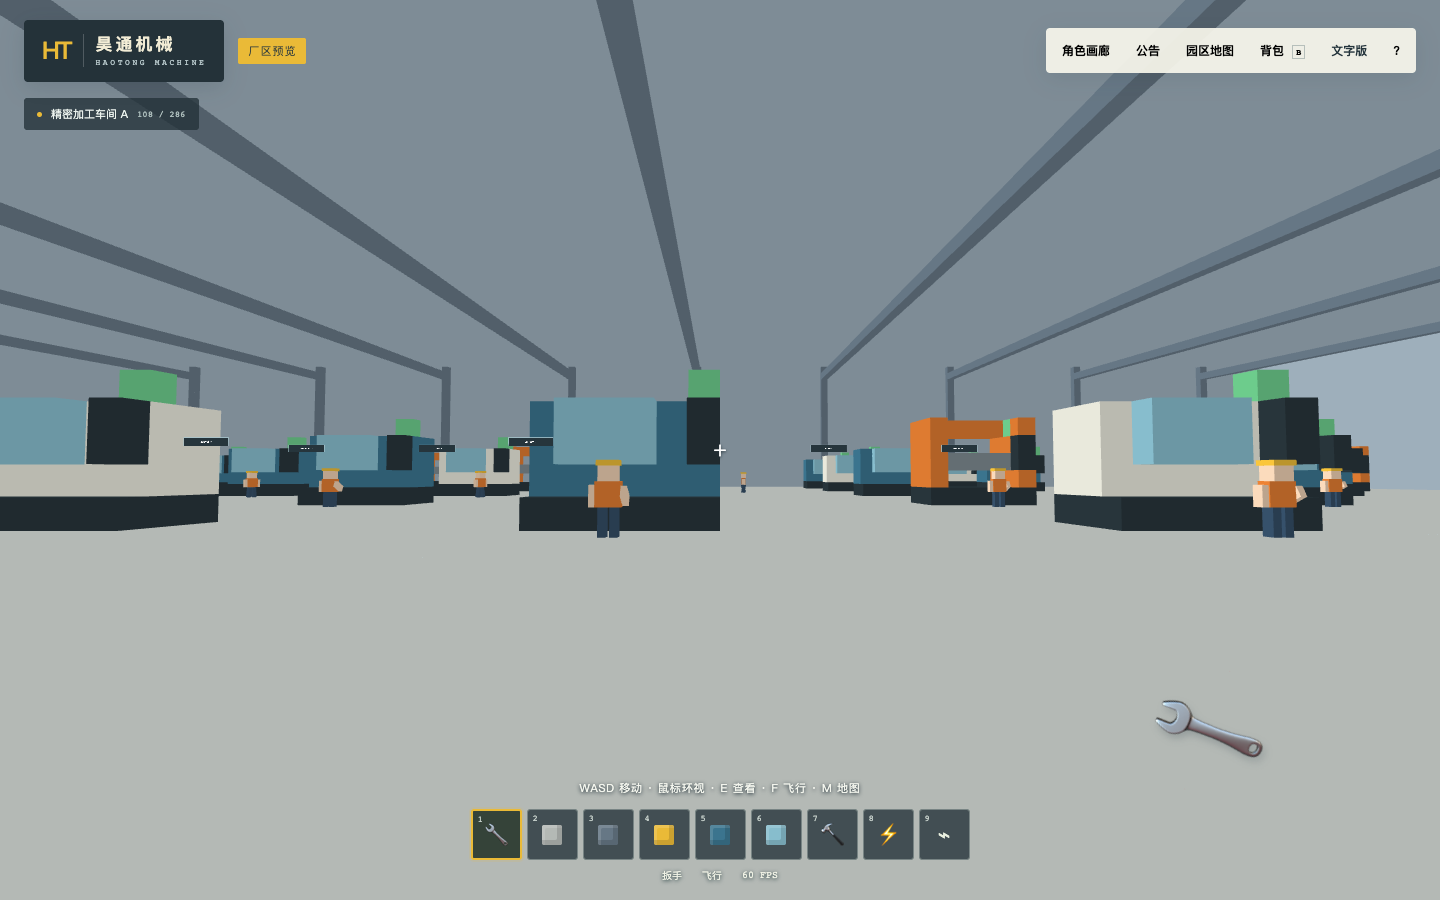 HT
昊通机械
HAOTONG MACHINE
厂区预览
角色画廊 公告 园区地图 背包 B 文字版 ?
精密加工车间 A 108 / 286
WASD 移动 · 鼠标环视 · E 查看 · F 飞行 · M 地图
1 2 3 4 5 6 7 8 9
扳手 飞行 60 FPS